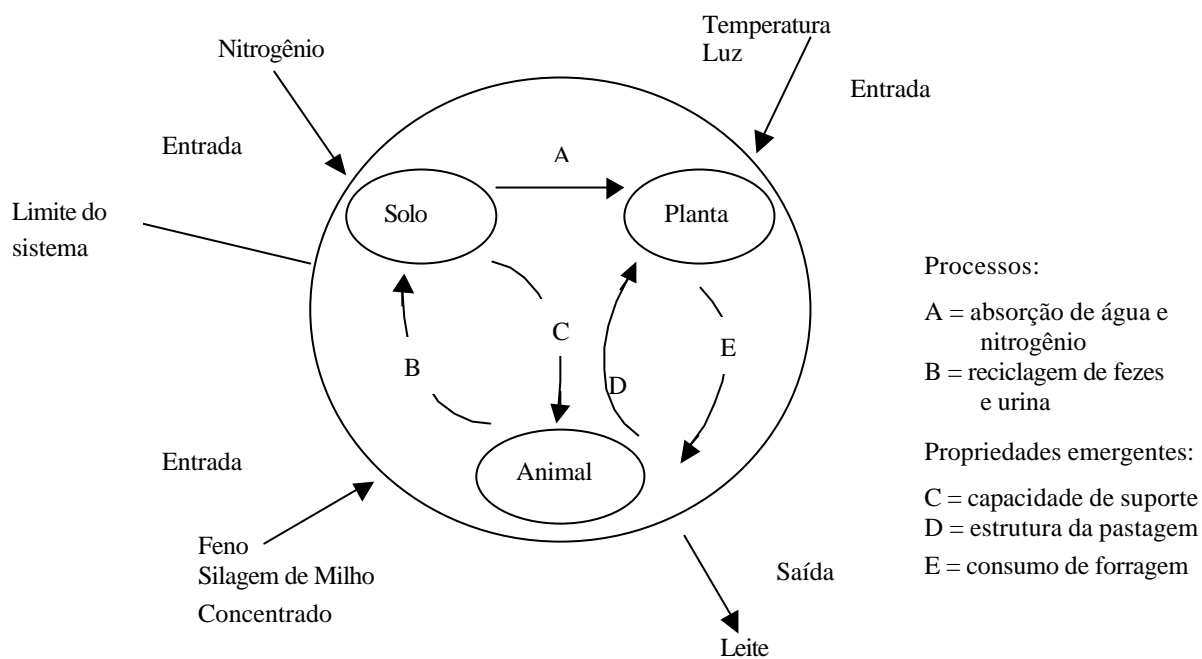 Temperatura
Luz
Nitrogênio
Entrada
Entrada
A
Solo
Planta
Limite do
sistema
C
E
B
D
Entrada
Animal
Feno
Silagem de Milho
Concentrado
Saída
Leite
Processos:
A = absorção de água e
nitrogênio
B = reciclagem de fezes
e urina
Propriedades emergentes:
C = capacidade de suporte
D = estrutura da pastagem
E = consumo de forragem